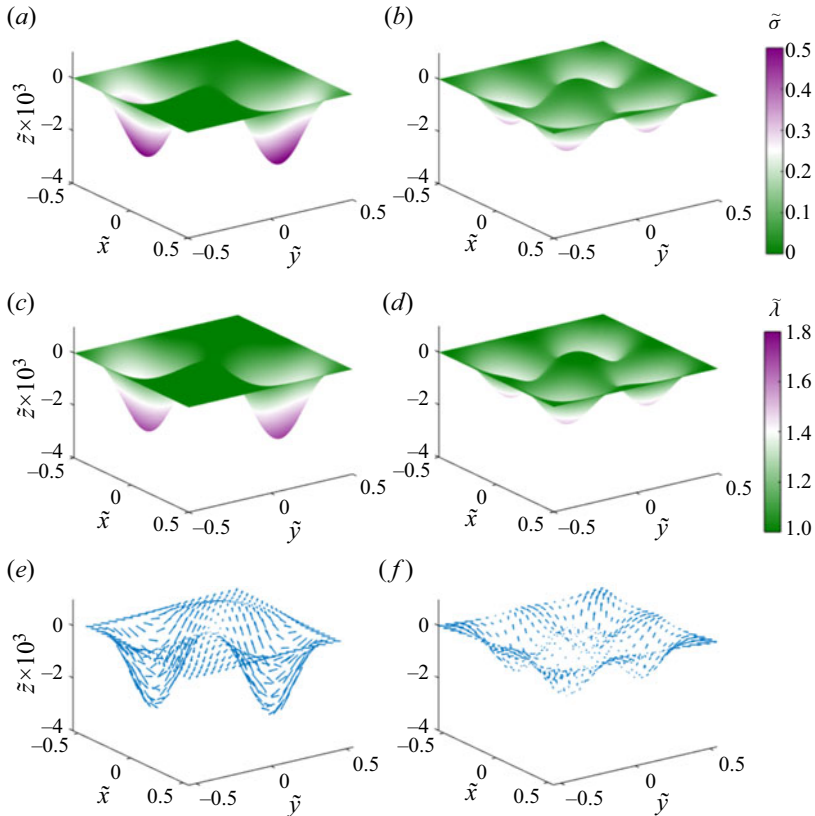 (a) (b) σ̃
0 0.5
z̃×10³ −2 0.4
−4 0.3
−0.5 0.2
0 0.5 0.5 0.1
x̃ 0.5 −0.5 0 ỹ −0.5 0 ỹ 0
(c) (d) λ̃
0 1.8
z̃×10³ −2 1.6
−4 1.4
−0.5 1.2
0 0.5 0.5 1.0
x̃ 0.5 −0.5 0 ỹ x̃ 0.5 −0.5 0 ỹ
(e) (f)
0
z̃×10³ −2
−4
−0.5 0.5 −0.5 0.5
x̃ 0 0.5 −0.5 0 ỹ x̃ 0 0.5 −0.5 0 ỹ